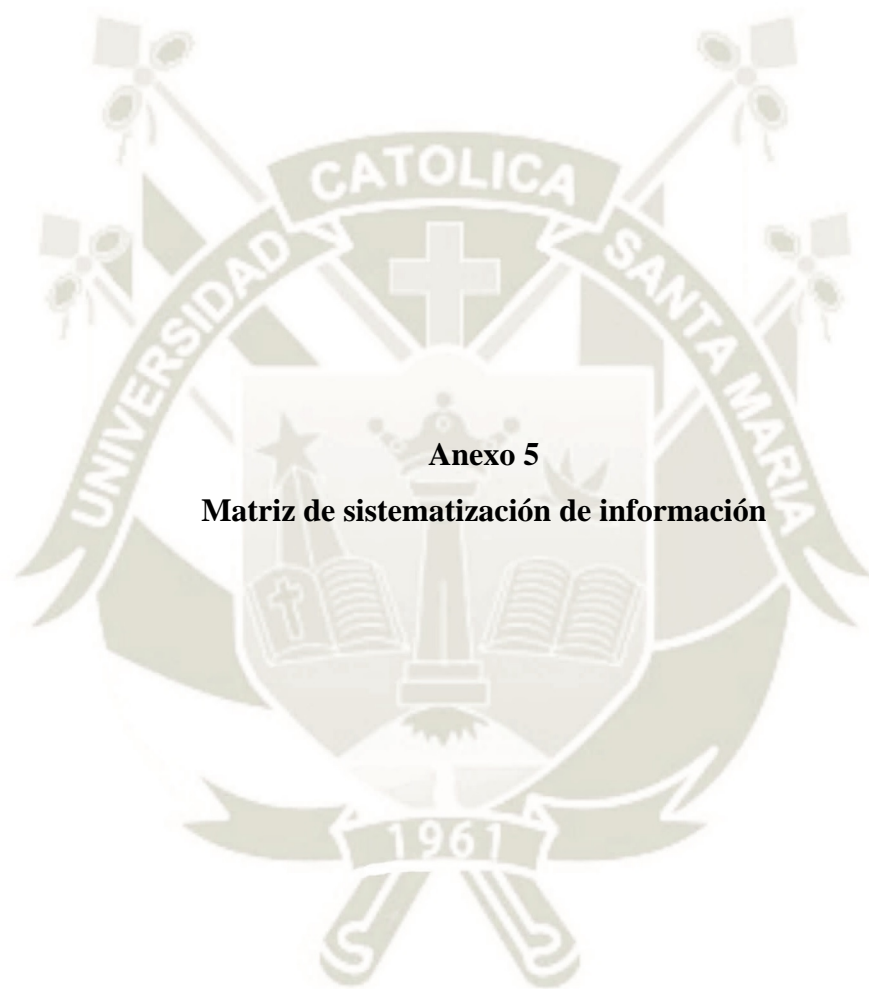 CATOLICA
UNIVERSIDAD
SANTA MARIA
Anexo 5
Matriz de sistematización de información
1961